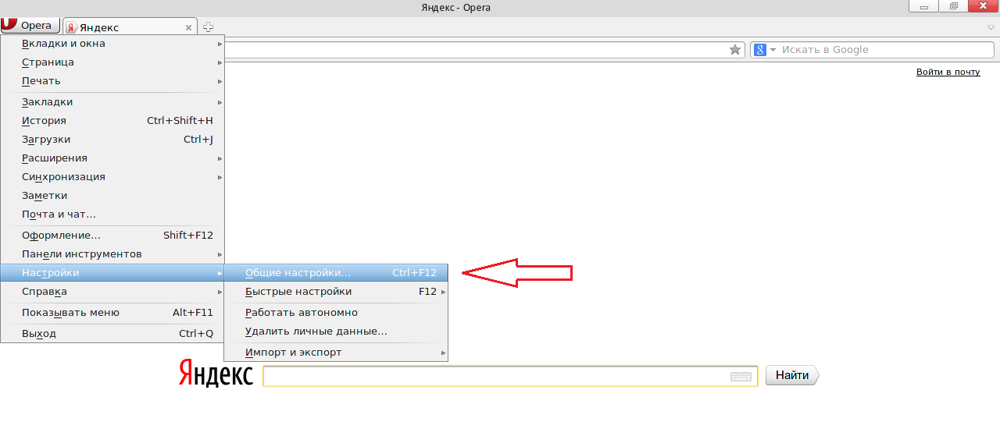 Яндекс - Opera
Opera
Яндекс
Искать в Google
Войти в почту
Вкладки и окна
Страница
Печать
Закладки
История Ctrl+Shift+H
Загрузки Ctrl+J
Расширения
Синхронизация
Заметки
Почта и чат...
Оформление... Shift+F12
Панели инструментов
Настройки
Справка
Показывать меню Alt+F11
Выход Ctrl+Q
Общие настройки... Ctrl+F12
Быстрые настройки F12
Работать автономно
Удалить личные данные...
Импорт и экспорт
Яндекс
Найти